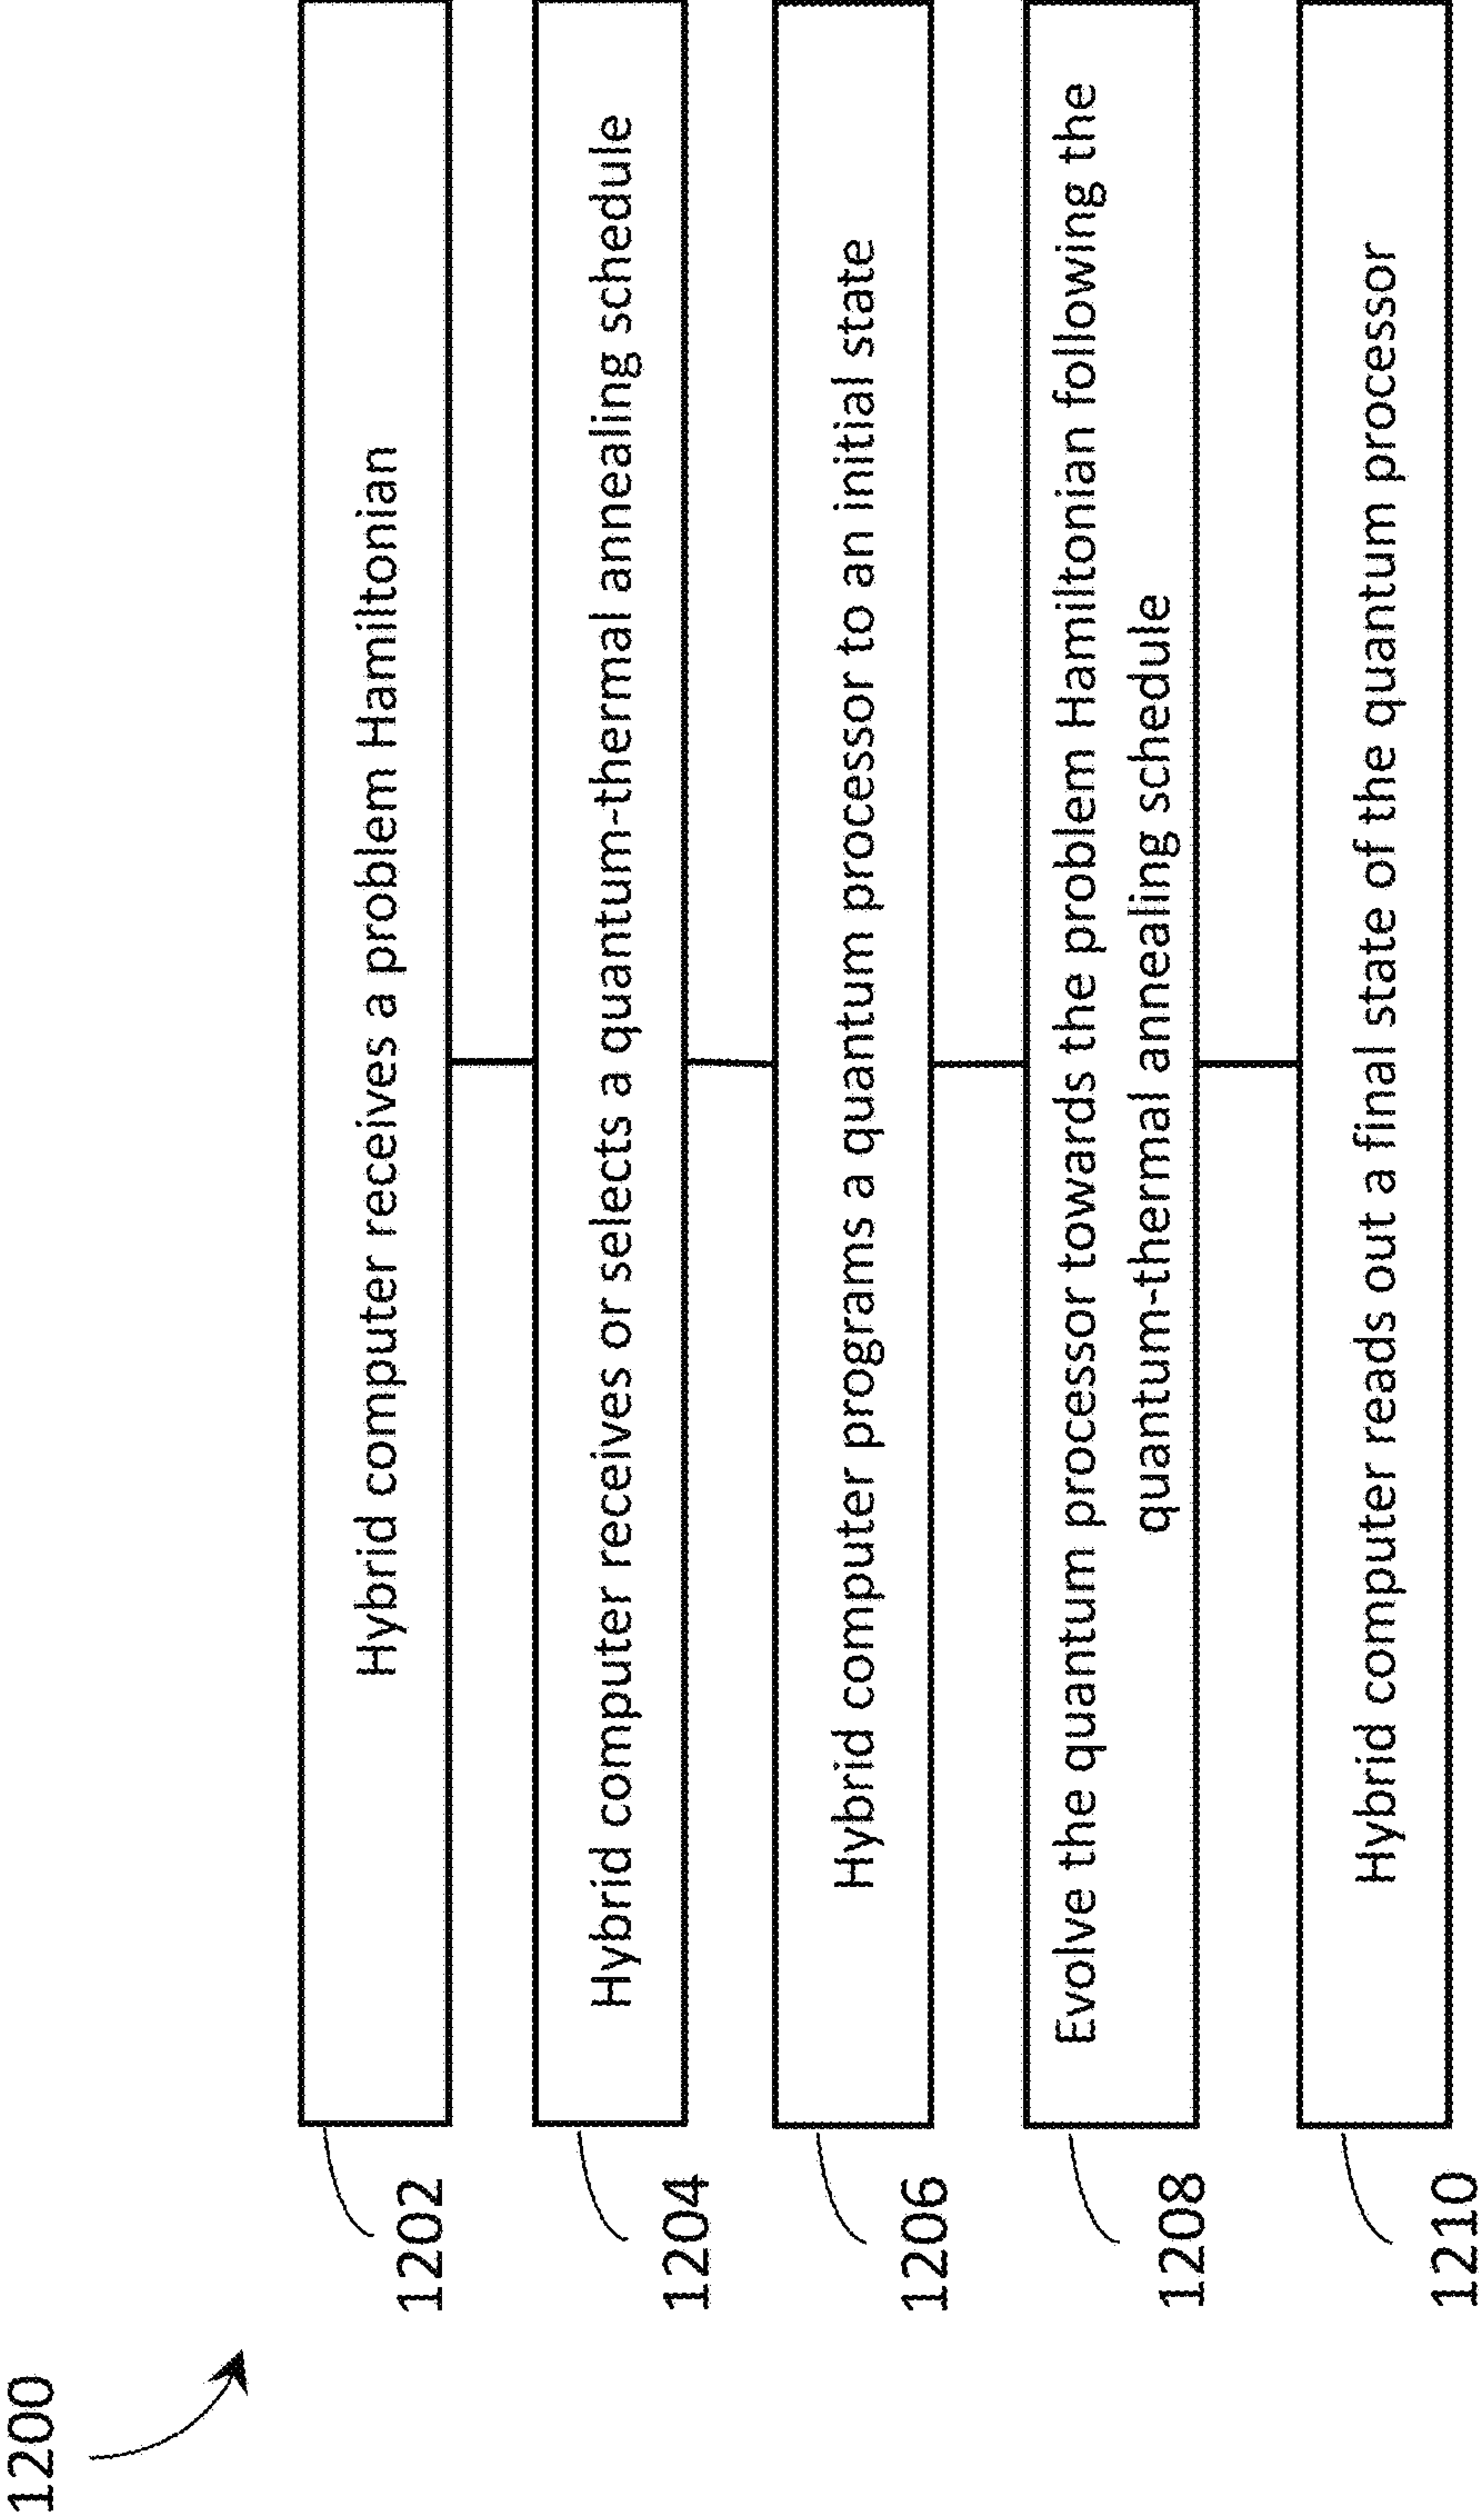 1200
1202
Hybrid computer receives a problem Hamiltonian
1204
Hybrid computer receives or selects a quantum-thermal annealing schedule
1206
Hybrid computer programs a quantum processor to an initial state
1208
Evolve the quantum processor towards the problem Hamiltonian following the
quantum-thermal annealing schedule
1210
Hybrid computer reads out a final state of the quantum processor